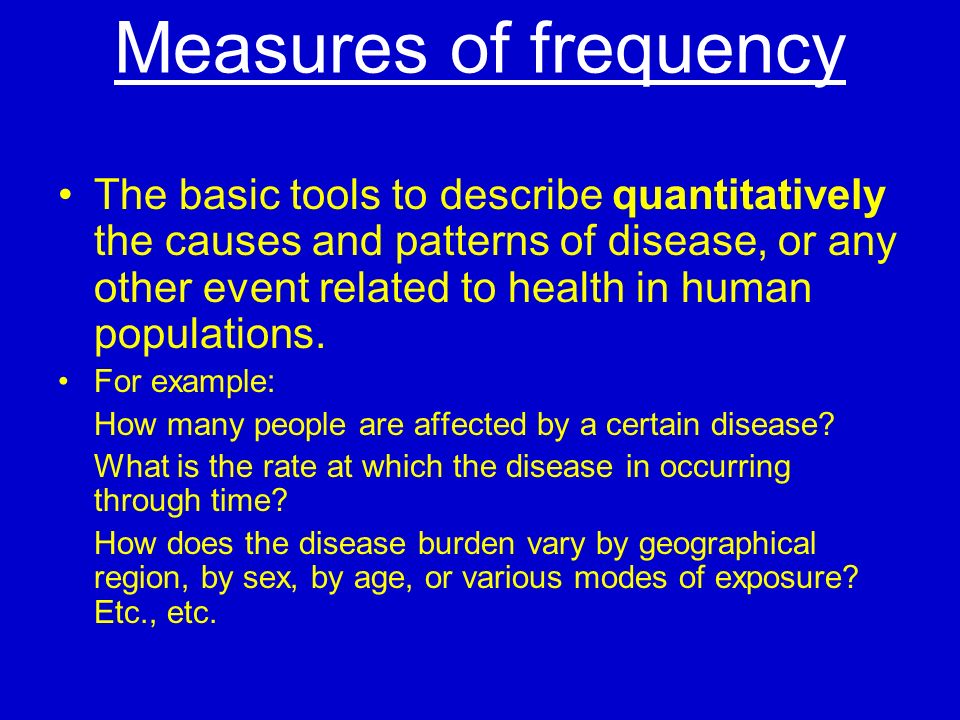 Measures of frequency
• The basic tools to describe quantitatively
the causes and patterns of disease, or any
other event related to health in human
populations.
• For example:
How many people are affected by a certain disease?
What is the rate at which the disease in occurring
through time?
How does the disease burden vary by geographical
region, by sex, by age, or various modes of exposure?
Etc., etc.